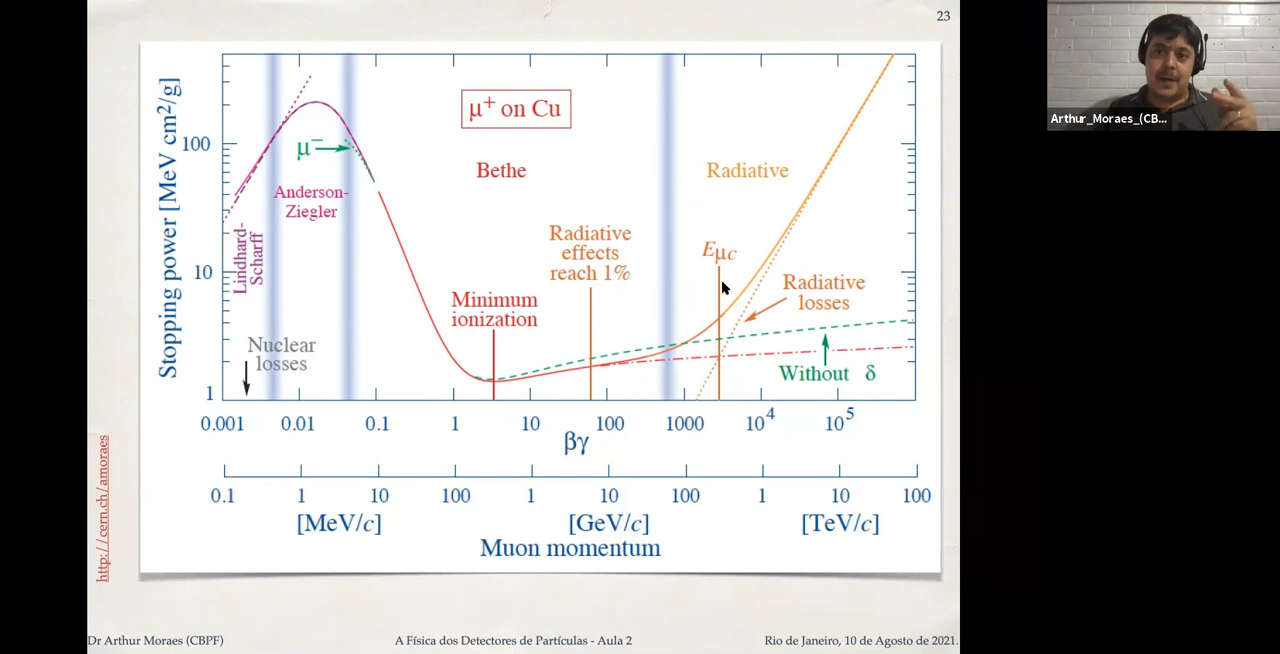 23
Arthur_Moraes_(CB...
Stopping power [MeV cm²/g]
100
10
1
μ⁺ on Cu
μ⁻
Bethe
Radiative
Anderson-
Ziegler
Lindhard-
Scharff
Radiative
effects
reach 1%
Eμc
Radiative
losses
Minimum
ionization
Nuclear
losses
Without δ
0.001 0.01 0.1 1 10 100 1000 10⁴ 10⁵
βγ
0.1 1 10 100 1 10 100 1 10 100
[MeV/c] [GeV/c] [TeV/c]
Muon momentum
http://cern.ch/amoraes
Dr Arthur Moraes (CBPF) A Física dos Detectores de Partículas - Aula 2 Rio de Janeiro, 10 de Agosto de 2021.